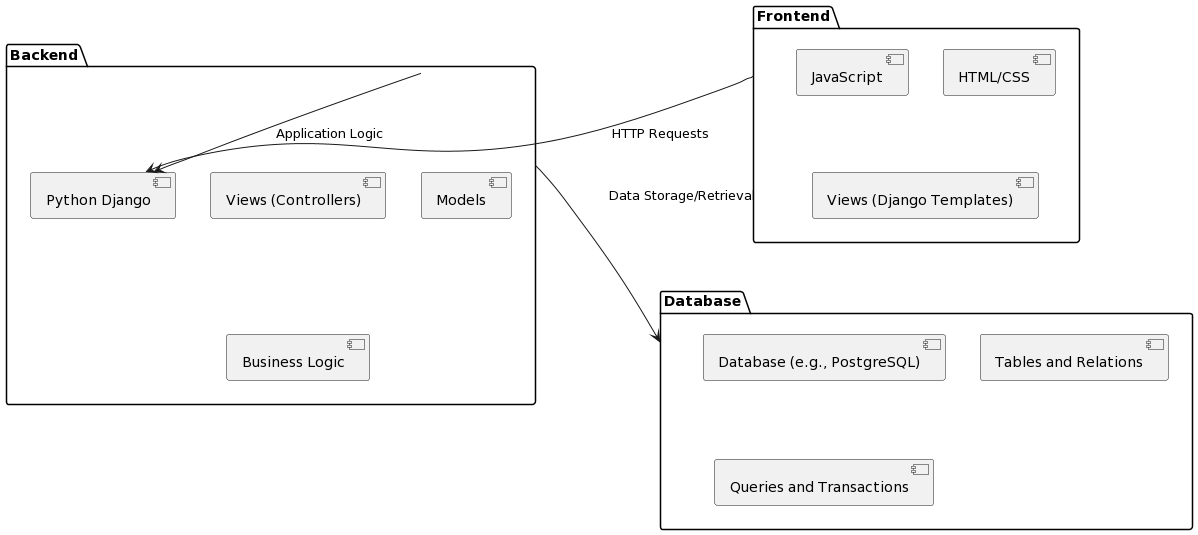 Frontend
JavaScript
HTML/CSS
Views (Django Templates)
Backend
Application Logic
HTTP Requests
Python Django
Views (Controllers)
Models
Business Logic
Data Storage/Retrieva
Database
Database (e.g., PostgreSQL)
Tables and Relations
Queries and Transactions